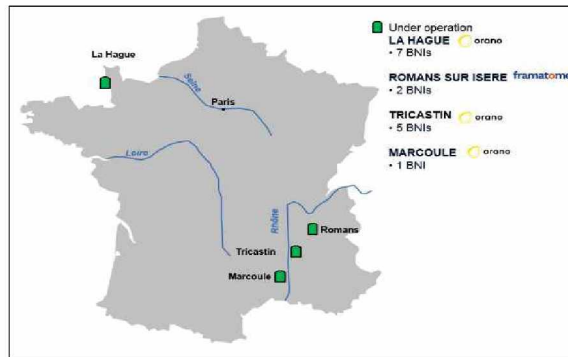 La Hague
Seine
Paris
Loire
Rhône
Romans
Tricastin
Marcoule
Under operation
LA HAGUE orano
• 7 BNIs
ROMANS SUR ISERE framatome
• 2 BNIs
TRICASTIN orano
• 5 BNIs
MARCOULE orano
• 1 BNI